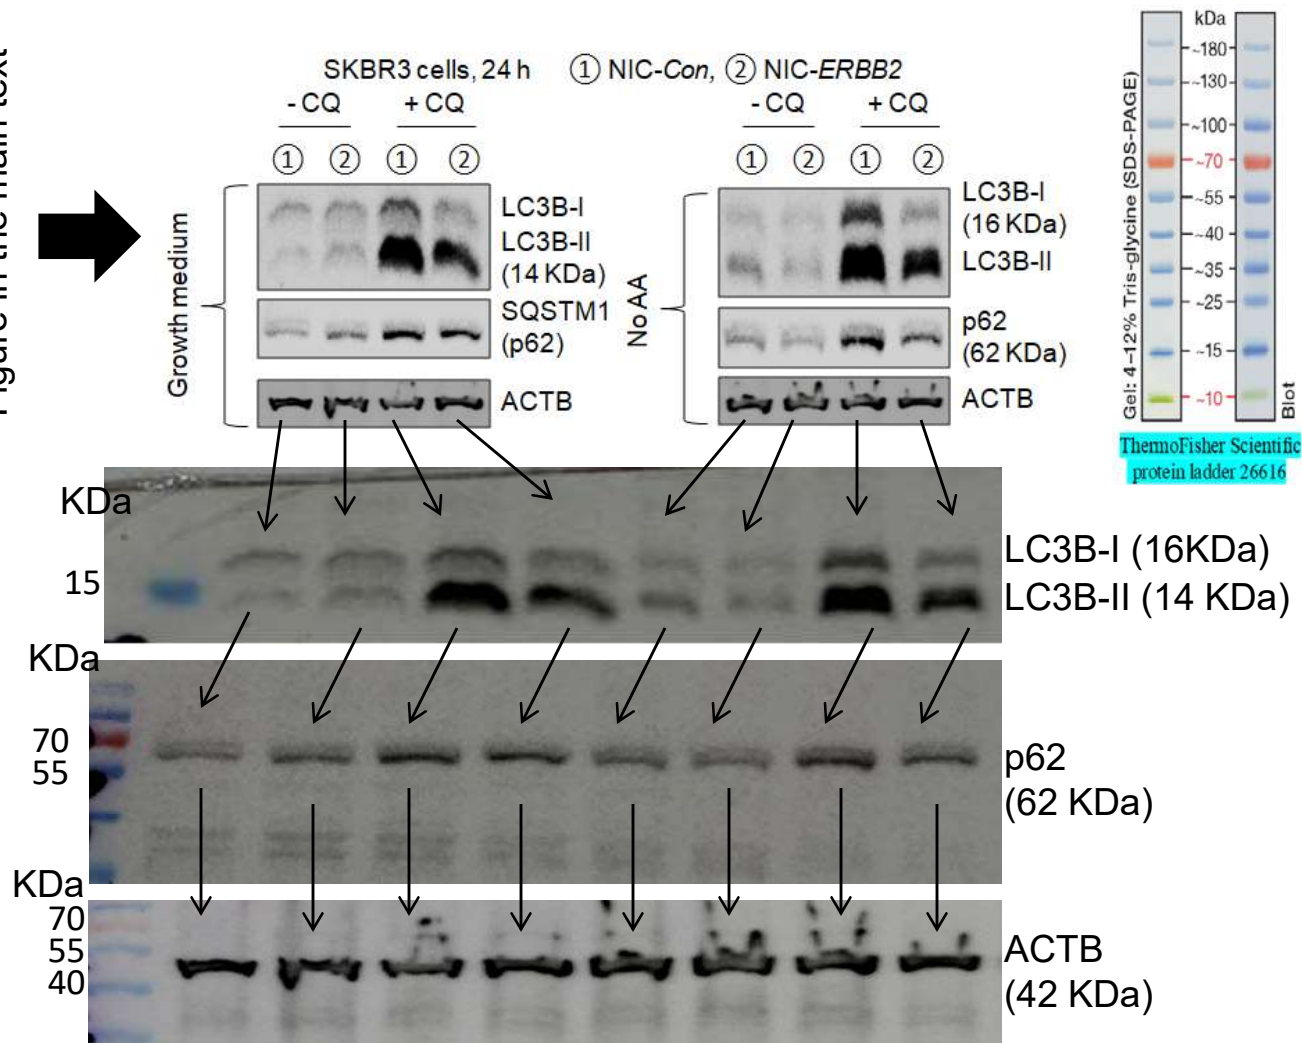 Figure in the main text
SKBR3 cells, 24 h ① NIC-Con, ② NIC-ERBB2
- CQ + CQ - CQ + CQ
① ② ① ② ① ② ① ②
Growth medium
LC3B-I
LC3B-II
(14 KDa)
SQSTM1
(p62)
ACTB
No AA
LC3B-I
(16 KDa)
LC3B-II
p62
(62 KDa)
ACTB
Gel: 4–12% Tris-glycine (SDS-PAGE)
kDa
~180
~130
~100
~70
~55
~40
~35
~25
~15
~10
Blot
ThermoFisher Scientific
protein ladder 26616
KDa
15
LC3B-I (16KDa)
LC3B-II (14 KDa)
KDa
70
55
p62
(62 KDa)
KDa
70
55
40
ACTB
(42 KDa)